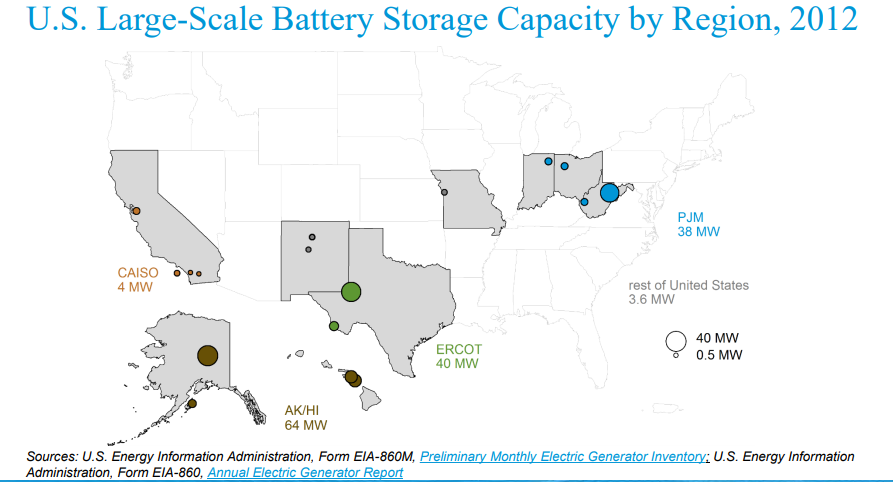 U.S. Large-Scale Battery Storage Capacity by Region, 2012
PJM
38 MW
CAISO
4 MW
rest of United States
3.6 MW
40 MW
0.5 MW
ERCOT
40 MW
AK/HI
64 MW
Sources: U.S. Energy Information Administration, Form EIA-860M, Preliminary Monthly Electric Generator Inventory; U.S. Energy Information
Administration, Form EIA-860, Annual Electric Generator Report